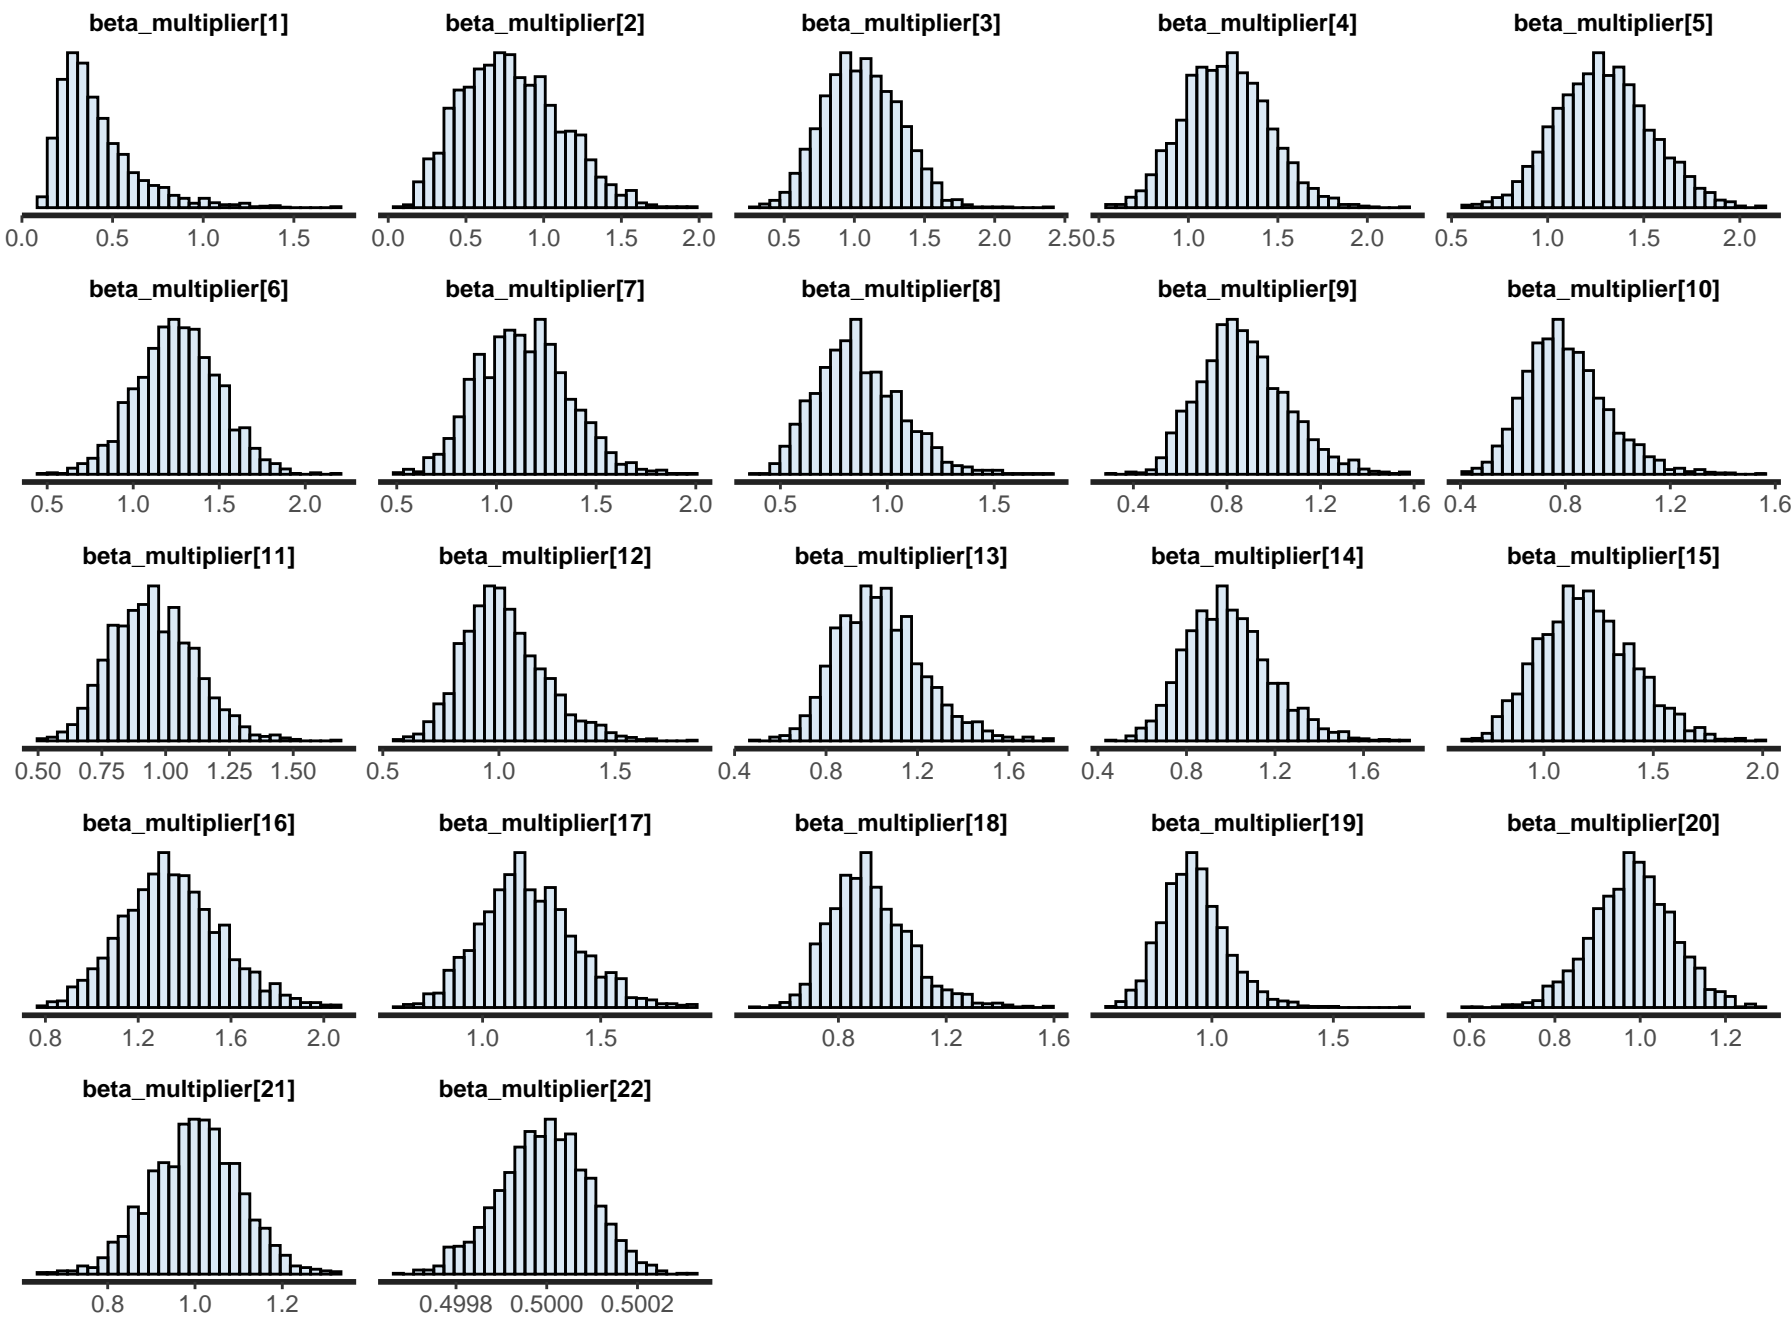 beta_multiplier[1] beta_multiplier[2] beta_multiplier[3] beta_multiplier[4] beta_multiplier[5]
0.0 0.5 1.0 1.5 0.0 0.5 1.0 1.5 2.0 0.5 1.0 1.5 2.0 2.5 0.5 1.0 1.5 2.0 0.5 1.0 1.5 2.0
beta_multiplier[6] beta_multiplier[7] beta_multiplier[8] beta_multiplier[9] beta_multiplier[10]
0.5 1.0 1.5 2.0 0.5 1.0 1.5 2.0 0.5 1.0 1.5 0.4 0.8 1.2 1.6 0.4 0.8 1.2 1.6
beta_multiplier[11] beta_multiplier[12] beta_multiplier[13] beta_multiplier[14] beta_multiplier[15]
0.50 0.75 1.00 1.25 1.50 0.5 1.0 1.5 0.4 0.8 1.2 1.6 0.4 0.8 1.2 1.6 1.0 1.5 2.0
beta_multiplier[16] beta_multiplier[17] beta_multiplier[18] beta_multiplier[19] beta_multiplier[20]
0.8 1.2 1.6 2.0 1.0 1.5 0.8 1.2 1.6 1.0 1.5 0.6 0.8 1.0 1.2
beta_multiplier[21] beta_multiplier[22]
0.8 1.0 1.2 0.4998 0.5000 0.5002